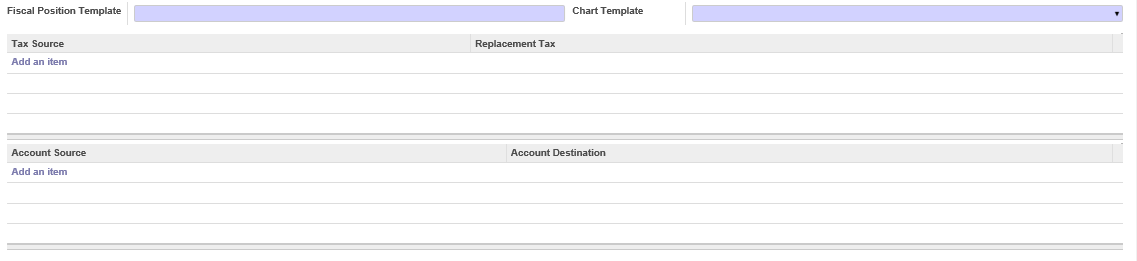 Fiscal Position Template Chart Template
Tax Source Replacement Tax
Add an item
Account Source Account Destination
Add an item